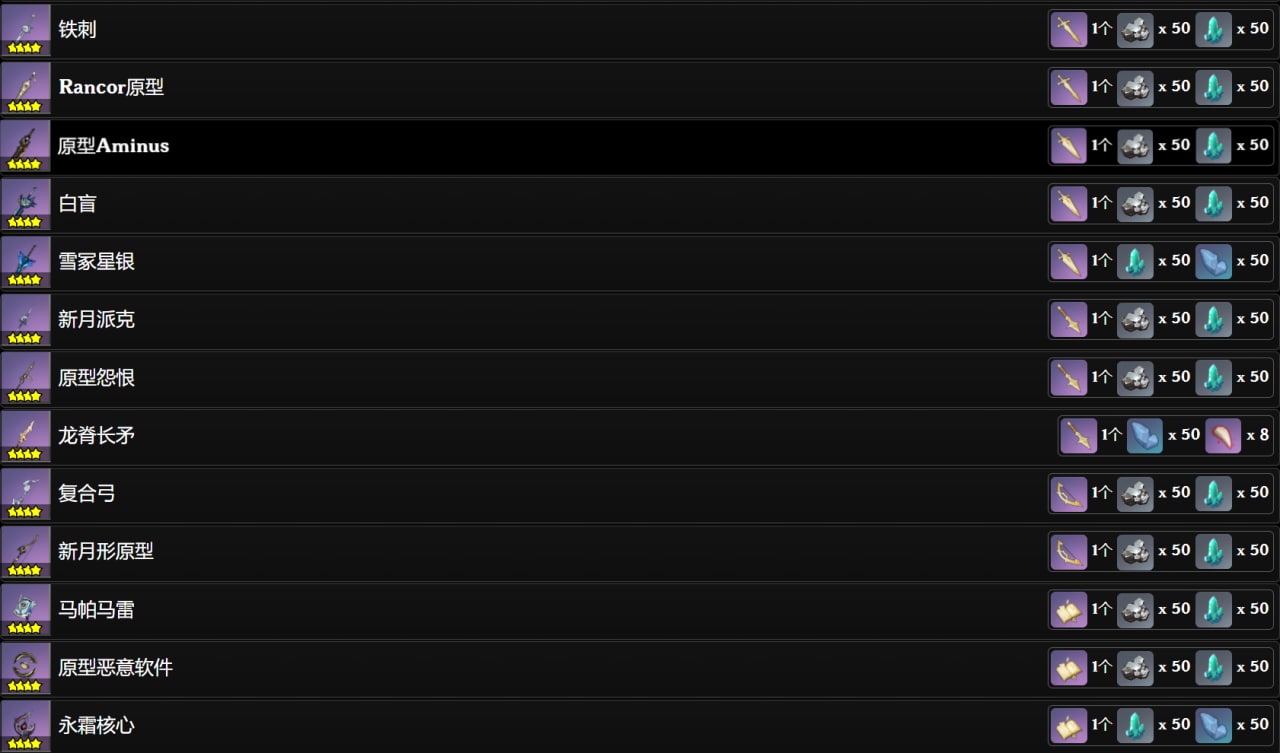 铁刺 1个 x 50 x 50
Rancor原型 1个 x 50 x 50
原型Aminus 1个 x 50 x 50
白盲 1个 x 50 x 50
雪冢星银 1个 x 50 x 50
新月派克 1个 x 50 x 50
原型怨恨 1个 x 50 x 50
龙脊长矛 1个 x 50 x 8
复合弓 1个 x 50 x 50
新月形原型 1个 x 50 x 50
马帕马雷 1个 x 50 x 50
原型恶意软件 1个 x 50 x 50
永霜核心 1个 x 50 x 50